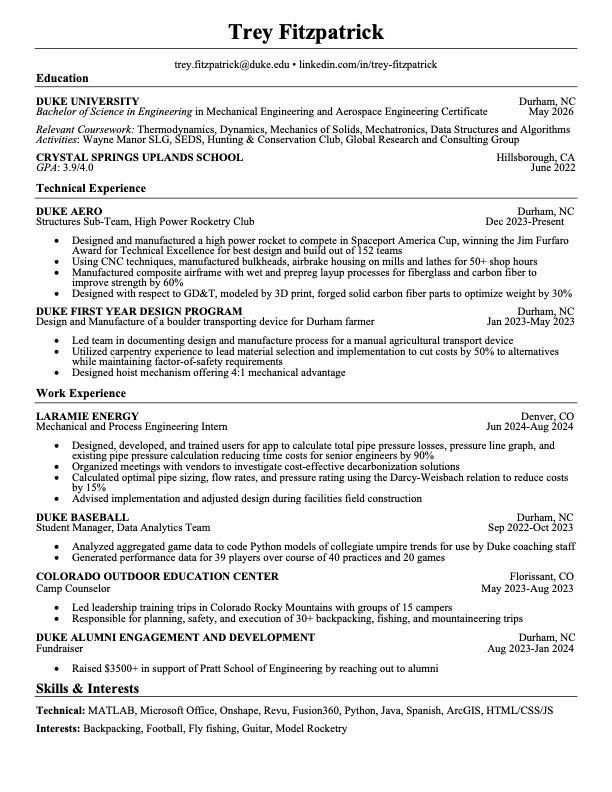 Trey Fitzpatrick
trey.fitzpatrick@duke.edu • linkedin.com/in/trey-fitzpatrick
Education
DUKE UNIVERSITY Durham, NC
Bachelor of Science in Engineering in Mechanical Engineering and Aerospace Engineering Certificate May 2026
Relevant Coursework: Thermodynamics, Dynamics, Mechanics of Solids, Mechatronics, Data Structures and Algorithms
Activities: Wayne Manor SLG, SEDS, Hunting & Conservation Club, Global Research and Consulting Group
CRYSTAL SPRINGS UPLANDS SCHOOL Hillsborough, CA
GPA: 3.9/4.0 June 2022
Technical Experience
DUKE AERO Durham, NC
Structures Sub-Team, High Power Rocketry Club Dec 2023-Present
• Designed and manufactured a high power rocket to compete in Spaceport America Cup, winning the Jim Furfaro
Award for Technical Excellence for best design and build out of 152 teams
• Using CNC techniques, manufactured bulkheads, airbrake housing on mills and lathes for 50+ shop hours
• Manufactured composite airframe with wet and prepreg layup processes for fiberglass and carbon fiber to
improve strength by 60%
• Designed with respect to GD&T, modeled by 3D print, forged solid carbon fiber parts to optimize weight by 30%
DUKE FIRST YEAR DESIGN PROGRAM Durham, NC
Design and Manufacture of a boulder transporting device for Durham farmer Jan 2023-May 2023
• Led team in documenting design and manufacture process for a manual agricultural transport device
• Utilized carpentry experience to lead material selection and implementation to cut costs by 50% to alternatives
while maintaining factor-of-safety requirements
• Designed hoist mechanism offering 4:1 mechanical advantage
Work Experience
LARAMIE ENERGY Denver, CO
Mechanical and Process Engineering Intern Jun 2024-Aug 2024
• Designed, developed, and trained users for app to calculate total pipe pressure losses, pressure line graph, and
existing pipe pressure calculation reducing time costs for senior engineers by 90%
• Organized meetings with vendors to investigate cost-effective decarbonization solutions
• Calculated optimal pipe sizing, flow rates, and pressure rating using the Darcy-Weisbach relation to reduce costs
by 15%
• Advised implementation and adjusted design during facilities field construction
DUKE BASEBALL Durham, NC
Student Manager, Data Analytics Team Sep 2022-Oct 2023
• Analyzed aggregated game data to code Python models of collegiate umpire trends for use by Duke coaching staff
• Generated performance data for 39 players over course of 40 practices and 20 games
COLORADO OUTDOOR EDUCATION CENTER Florissant, CO
Camp Counselor May 2023-Aug 2023
• Led leadership training trips in Colorado Rocky Mountains with groups of 15 campers
• Responsible for planning, safety, and execution of 30+ backpacking, fishing, and mountaineering trips
DUKE ALUMNI ENGAGEMENT AND DEVELOPMENT Durham, NC
Fundraiser Aug 2023-Jan 2024
• Raised $3500+ in support of Pratt School of Engineering by reaching out to alumni
Skills & Interests
Technical: MATLAB, Microsoft Office, Onshape, Revu, Fusion360, Python, Java, Spanish, ArcGIS, HTML/CSS/JS
Interests: Backpacking, Football, Fly fishing, Guitar, Model Rocketry